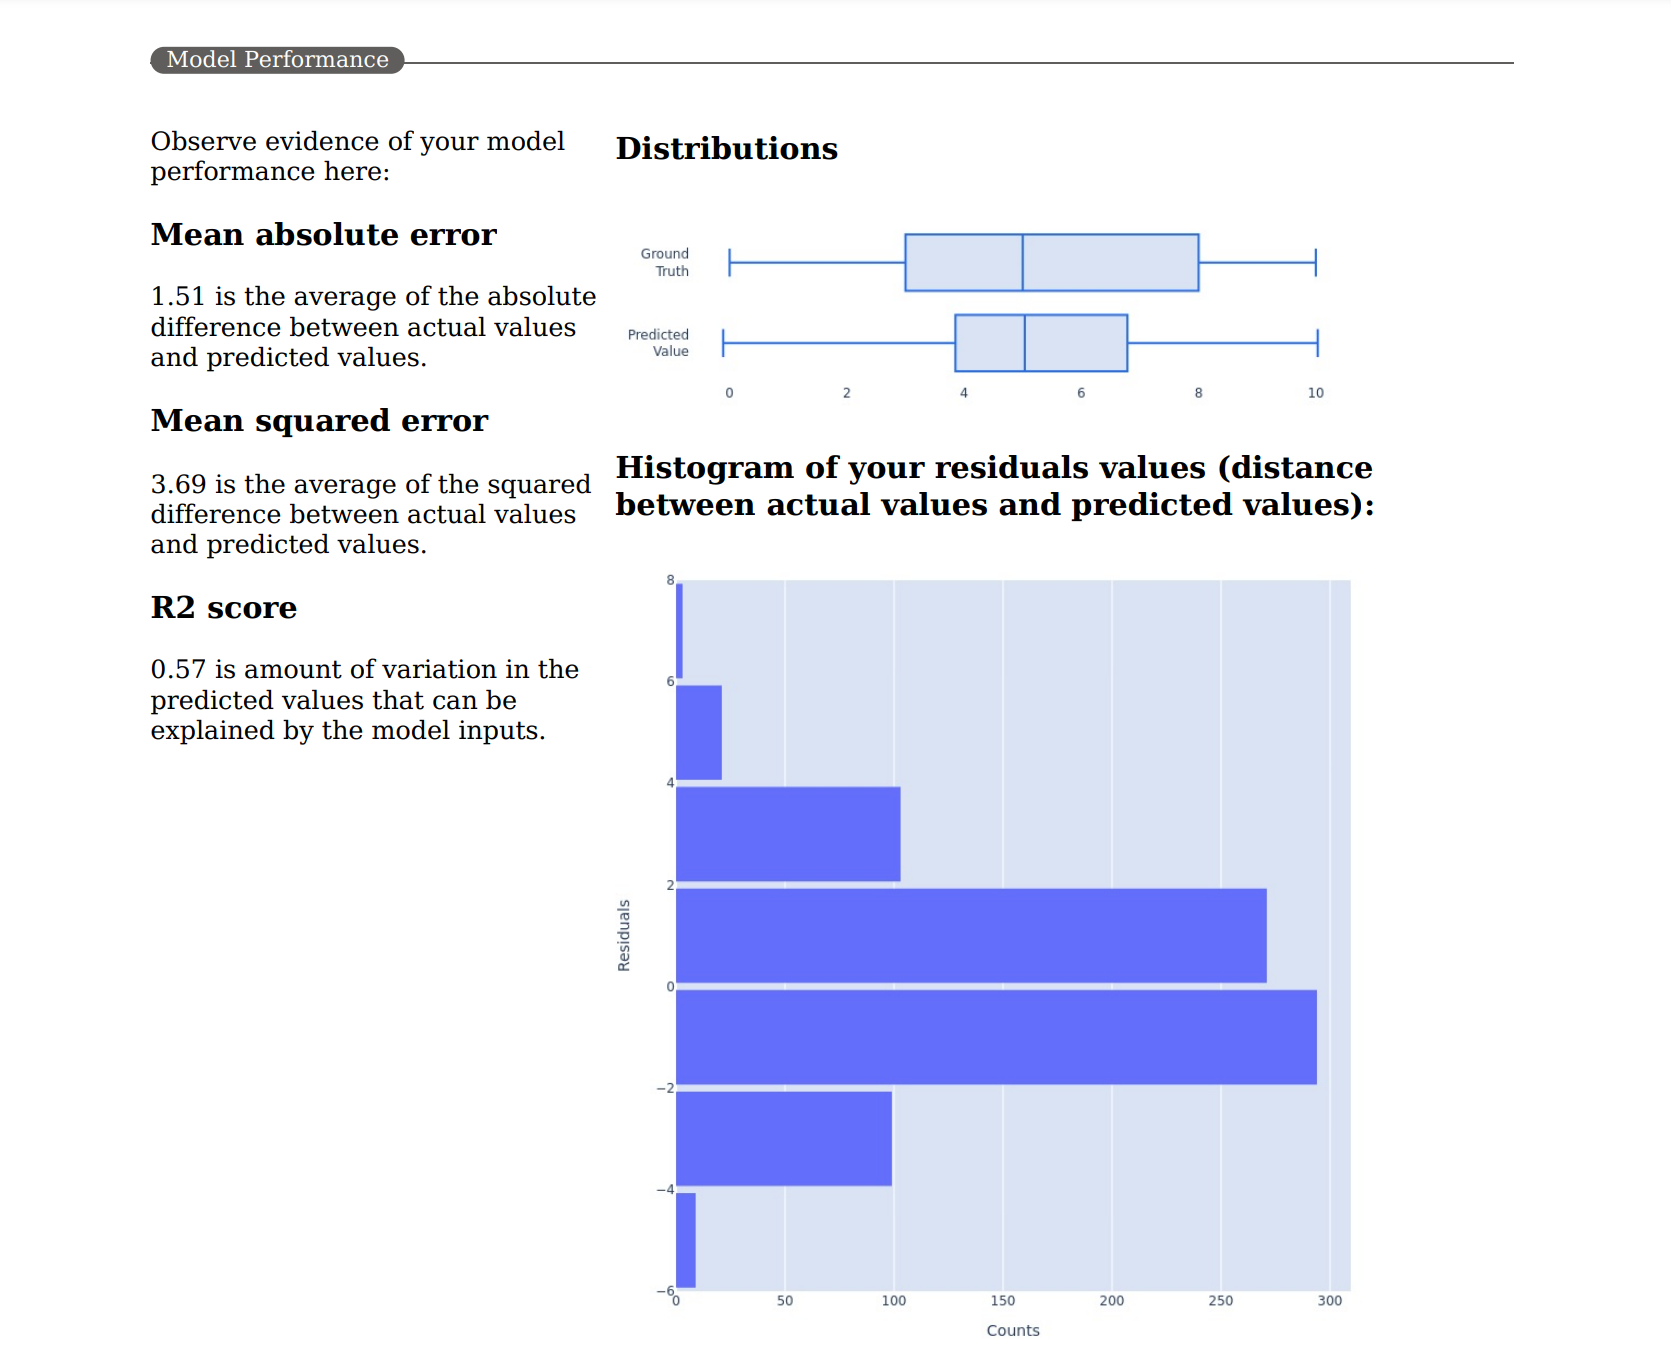 Model Performance
Observe evidence of your model
performance here:
Mean absolute error
1.51 is the average of the absolute
difference between actual values
and predicted values.
Mean squared error
3.69 is the average of the squared
difference between actual values
and predicted values.
R2 score
0.57 is amount of variation in the
predicted values that can be
explained by the model inputs.
Distributions
Ground
Truth
Predicted
Value
0 2 4 6 8 10
Histogram of your residuals values (distance
between actual values and predicted values):
8
6
4
2
0
−2
−4
−6
Residuals
0 50 100 150 200 250 300
Counts